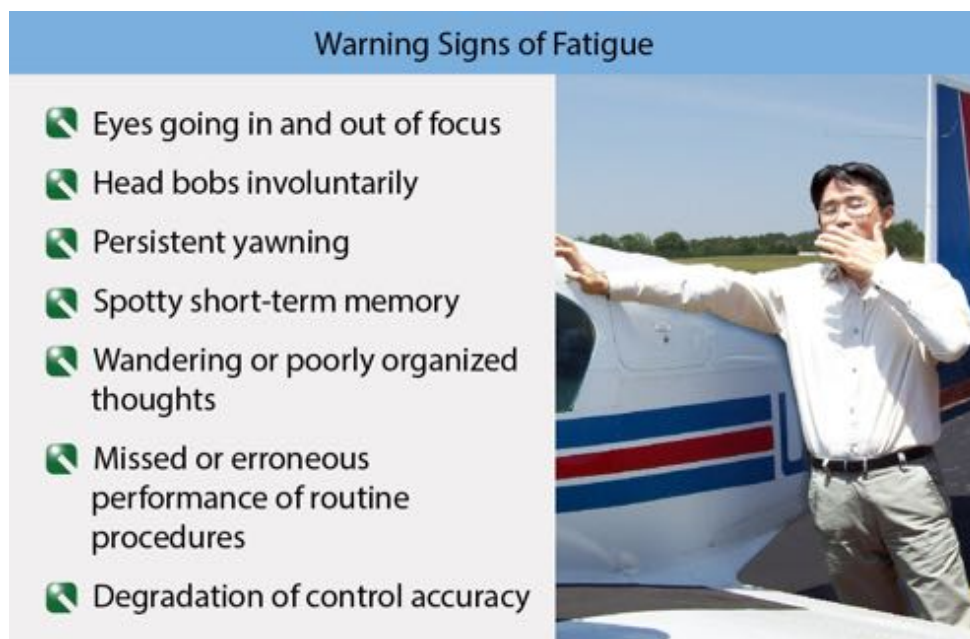 Warning Signs of Fatigue
Eyes going in and out of focus
Head bobs involuntarily
Persistent yawning
Spotty short-term memory
Wandering or poorly organized
thoughts
Missed or erroneous
performance of routine
procedures
Degradation of control accuracy